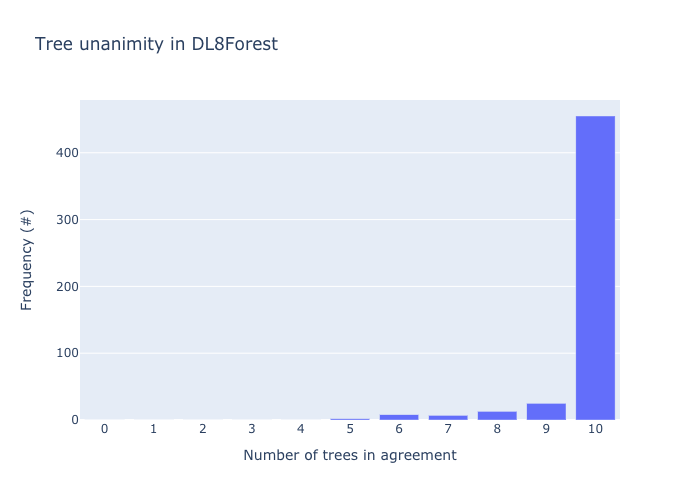 Tree unanimity in DL8Forest
Frequency (#)
400
300
200
100
0
0 1 2 3 4 5 6 7 8 9 10
Number of trees in agreement